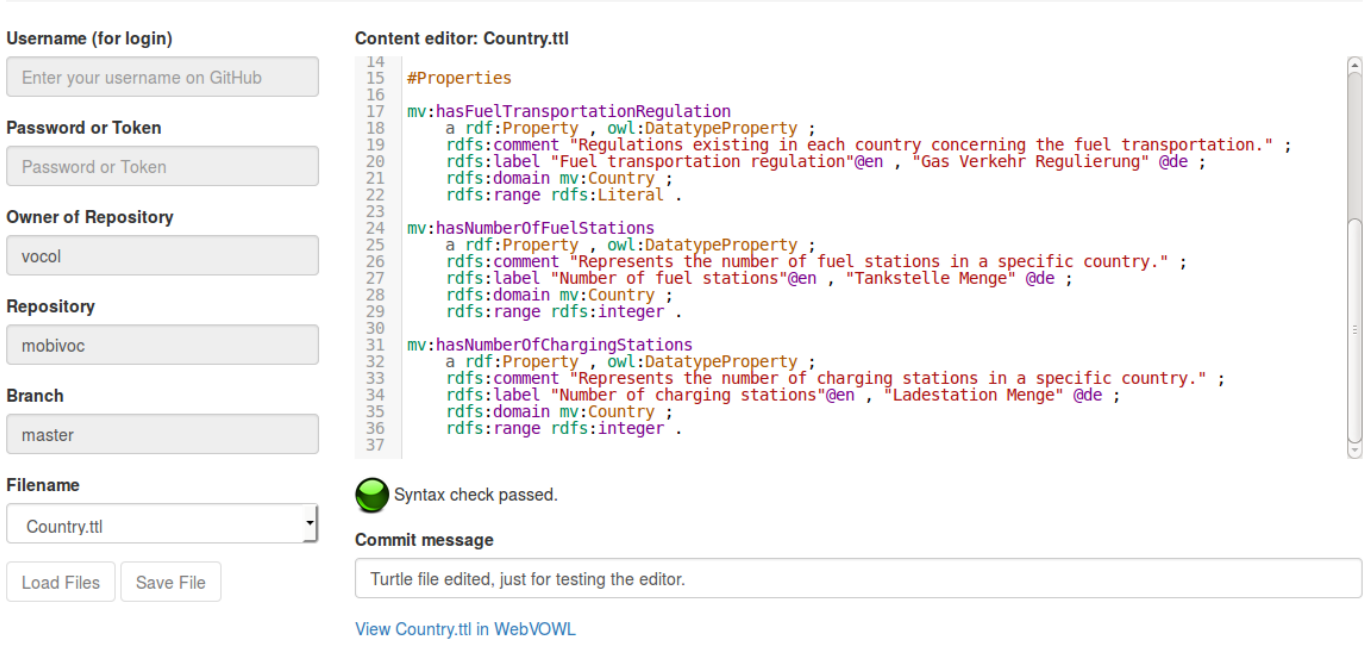 Username (for login)
Enter your username on GitHub
Password or Token
Password or Token
Owner of Repository
vocol
Repository
mobivoc
Branch
master
Filename
Country.ttl
Load Files Save File
Content editor: Country.ttl
14
15 #Properties
16
17 mv:hasFuelTransportationRegulation
18 a rdf:Property , owl:DatatypeProperty ;
19 rdfs:comment "Regulations existing in each country concerning the fuel transportation." ;
20 rdfs:label "Fuel transportation regulation"@en , "Gas Verkehr Regulierung" @de ;
21 rdfs:domain mv:Country ;
22 rdfs:range rdfs:Literal .
23
24 mv:hasNumberOfFuelStations
25 a rdf:Property , owl:DatatypeProperty ;
26 rdfs:comment "Represents the number of fuel stations in a specific country." ;
27 rdfs:label "Number of fuel stations"@en , "Tankstelle Menge" @de ;
28 rdfs:domain mv:Country ;
29 rdfs:range rdfs:integer .
30
31 mv:hasNumberOfChargingStations
32 a rdf:Property , owl:DatatypeProperty ;
33 rdfs:comment "Represents the number of charging stations in a specific country." ;
34 rdfs:label "Number of charging stations"@en , "Ladestation Menge" @de ;
35 rdfs:domain mv:Country ;
36 rdfs:range rdfs:integer .
37
Syntax check passed.
Commit message
Turtle file edited, just for testing the editor.
View Country.ttl in WebVOWL